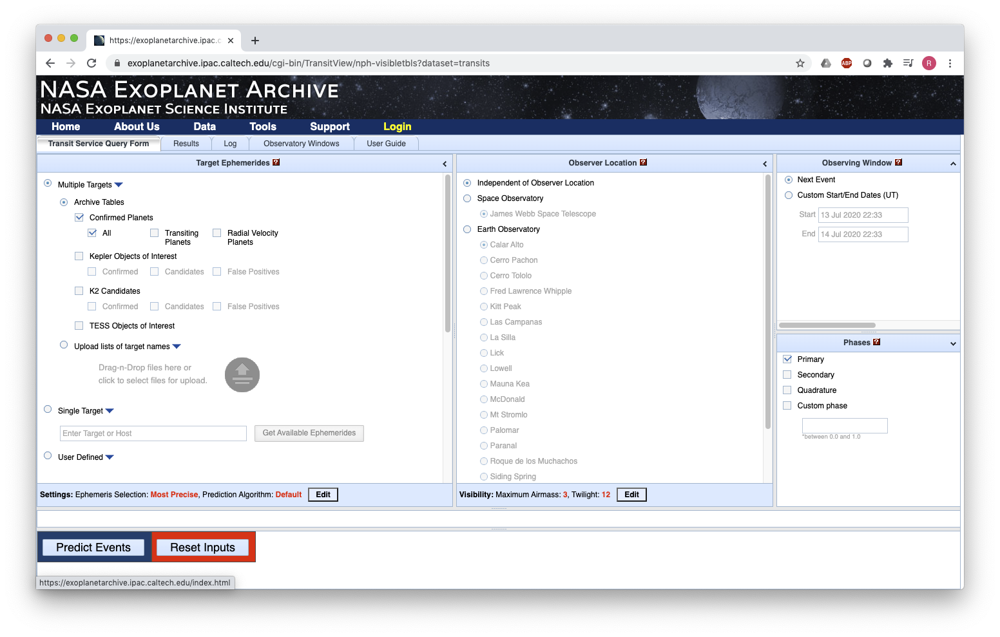 https://exoplanetarchive.ipac.c
exoplanetarchive.ipac.caltech.edu/cgi-bin/TransitView/nph-visibletbls?dataset=transits
ABP
R
NASA EXOPLANET ARCHIVE
NASA EXOPLANET SCIENCE INSTITUTE
Home About Us Data Tools Support Login
Transit Service Query Form Results Log Observatory Windows User Guide
Target Ephemerides ?
Multiple Targets
Archive Tables
Confirmed Planets
All Transiting Planets Radial Velocity Planets
Kepler Objects of Interest
Confirmed Candidates False Positives
K2 Candidates
Confirmed Candidates False Positives
TESS Objects of Interest
Upload lists of target names
Drag-n-Drop files here or
click to select files for upload.
Single Target
Enter Target or Host Get Available Ephemerides
User Defined
Settings: Ephemeris Selection: Most Precise, Prediction Algorithm: Default Edit
Observer Location ?
Independent of Observer Location
Space Observatory
James Webb Space Telescope
Earth Observatory
Calar Alto
Cerro Pachon
Cerro Tololo
Fred Lawrence Whipple
Kitt Peak
Las Campanas
La Silla
Lick
Lowell
Mauna Kea
McDonald
Mt Stromlo
Palomar
Paranal
Roque de los Muchachos
Siding Spring
Visibility: Maximum Airmass: 3, Twilight: 12 Edit
Observing Window ?
Next Event
Custom Start/End Dates (UT)
Start 13 Jul 2020 22:33
End 14 Jul 2020 22:33
Phases ?
Primary
Secondary
Quadrature
Custom phase
*between 0.0 and 1.0
Predict Events Reset Inputs
https://exoplanetarchive.ipac.caltech.edu/index.html